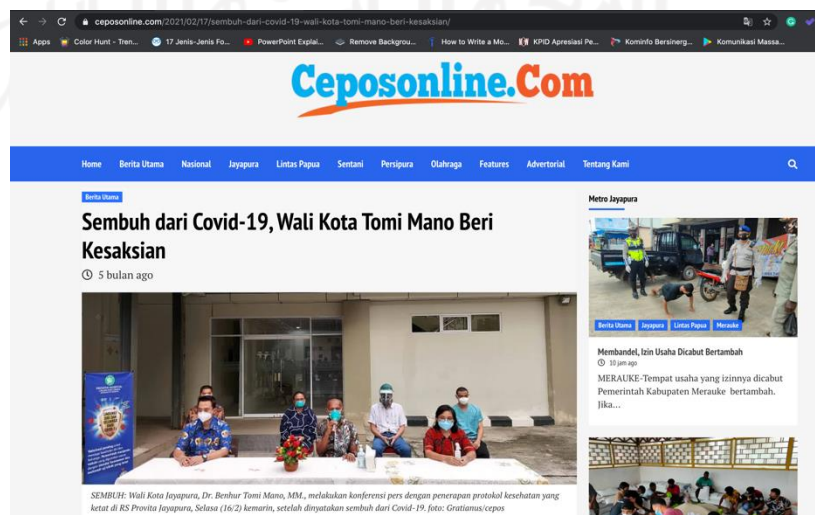 ceposonline.com/2021/02/17/sembuh-dari-covid-19-wali-kota-tomi-mano-beri-kesaksian/
Apps Color Hunt - Tren... 17 Jenis-Jenis Fo... PowerPoint Explai... Remove Backgrou... How to Write a Mo... KPID Apresiasi Pe... Kominfo Bersinerg... Komunikasi Massa...
Ceposonline.Com
Home Berita Utama Nasional Jayapura Lintas Papua Sentani Persipura Olahraga Features Advertorial Tentang Kami
Berita Utama
Sembuh dari Covid-19, Wali Kota Tomi Mano Beri
Kesaksian
5 bulan ago
SEMBUH: Wali Kota Jayapura, Dr. Benhur Tomi Mano, MM., melakukan konferensi pers dengan penerapan protokol kesehatan yang
ketat di RS Provita Jayapura, Selasa (16/2) kemarin, setelah dinyatakan sembuh dari Covid-19. foto: Gratianus/cepos
Metro Jayapura
Berita Utama Jayapura Lintas Papua Merauke
Membandel, Izin Usaha Dicabut Bertambah
10 jam ago
MERAUKE-Tempat usaha yang izinnya dicabut
Pemerintah Kabupaten Merauke bertambah.
Jika...